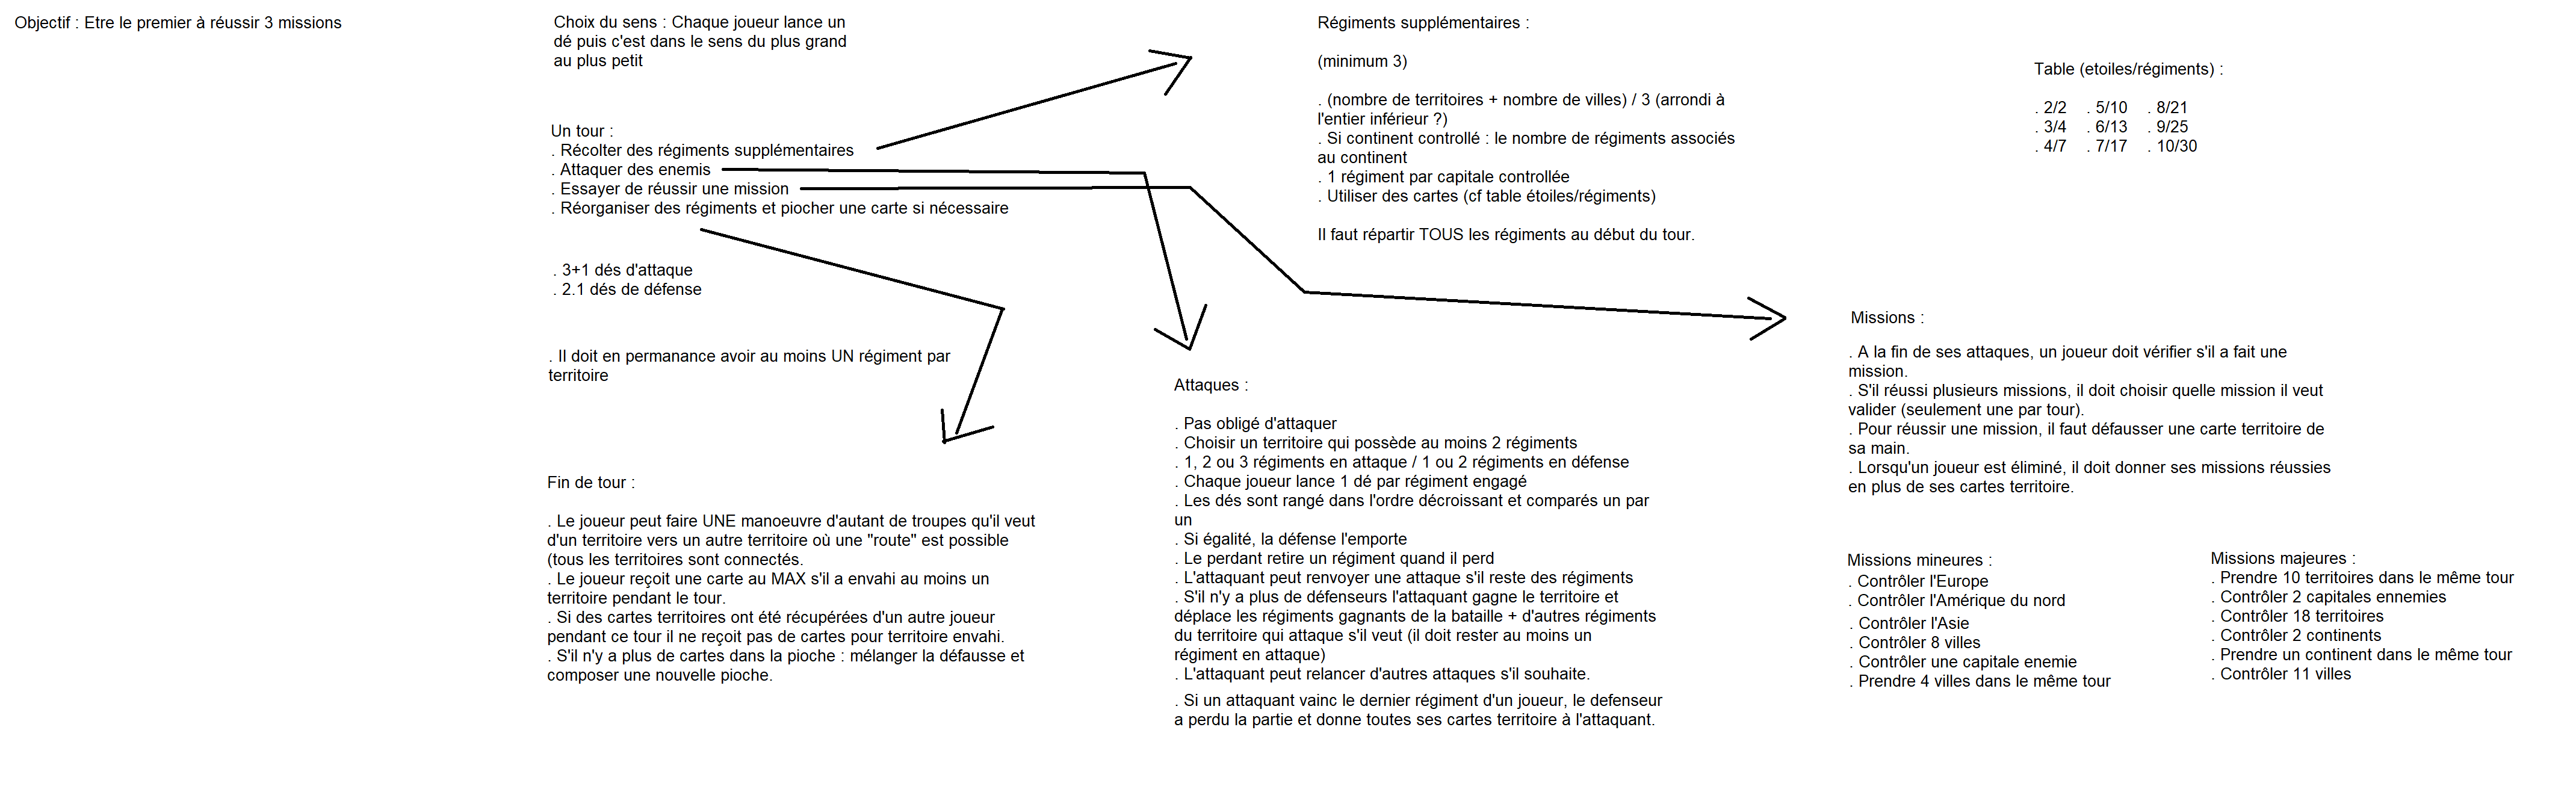 Objectif : Etre le premier à réussir 3 missions
Choix du sens : Chaque joueur lance un
dé puis c'est dans le sens du plus grand
au plus petit
Un tour :
. Récolter des régiments supplémentaires
. Attaquer des enemis
. Essayer de réussir une mission
. Réorganiser des régiments et piocher une carte si nécessaire
. 3+1 dés d'attaque
. 2.1 dés de défense
. Il doit en permanance avoir au moins UN régiment par
territoire
Fin de tour :
. Le joueur peut faire UNE manoeuvre d'autant de troupes qu'il veut
d'un territoire vers un autre territoire où une "route" est possible
(tous les territoires sont connectés.
. Le joueur reçoit une carte au MAX s'il a envahi au moins un
territoire pendant le tour.
. Si des cartes territoires ont été récupérées d'un autre joueur
pendant ce tour il ne reçoit pas de cartes pour territoire envahi.
. S'il n'y a plus de cartes dans la pioche : mélanger la défausse et
composer une nouvelle pioche.
Régiments supplémentaires :
(minimum 3)
. (nombre de territoires + nombre de villes) / 3 (arrondi à
l'entier inférieur ?)
. Si continent controllé : le nombre de régiments associés
au continent
. 1 régiment par capitale controllée
. Utiliser des cartes (cf table étoiles/régiments)
Il faut répartir TOUS les régiments au début du tour.
Attaques :
. Pas obligé d'attaquer
. Choisir un territoire qui possède au moins 2 régiments
. 1, 2 ou 3 régiments en attaque / 1 ou 2 régiments en défense
. Chaque joueur lance 1 dé par régiment engagé
. Les dés sont rangé dans l'ordre décroissant et comparés un par
un
. Si égalité, la défense l'emporte
. Le perdant retire un régiment quand il perd
. L'attaquant peut renvoyer une attaque s'il reste des régiments
. S'il n'y a plus de défenseurs l'attaquant gagne le territoire et
déplace les régiments gagnants de la bataille + d'autres régiments
du territoire qui attaque s'il veut (il doit rester au moins un
régiment en attaque)
. L'attaquant peut relancer d'autres attaques s'il souhaite.
. Si un attaquant vainc le dernier régiment d'un joueur, le defenseur
a perdu la partie et donne toutes ses cartes territoire à l'attaquant.
Table (etoiles/régiments) :
. 2/2 . 5/10 . 8/21
. 3/4 . 6/13 . 9/25
. 4/7 . 7/17 . 10/30
Missions :
. A la fin de ses attaques, un joueur doit vérifier s'il a fait une
mission.
. S'il réussi plusieurs missions, il doit choisir quelle mission il veut
valider (seulement une par tour).
. Pour réussir une mission, il faut défausser une carte territoire de
sa main.
. Lorsqu'un joueur est éliminé, il doit donner ses missions réussies
en plus de ses cartes territoire.
Missions mineures :
. Contrôler l'Europe
. Contrôler l'Amérique du nord
. Contrôler l'Asie
. Contrôler 8 villes
. Contrôler une capitale enemie
. Prendre 4 villes dans le même tour
Missions majeures :
. Prendre 10 territoires dans le même tour
. Contrôler 2 capitales ennemies
. Contrôler 18 territoires
. Contrôler 2 continents
. Prendre un continent dans le même tour
. Contrôler 11 villes